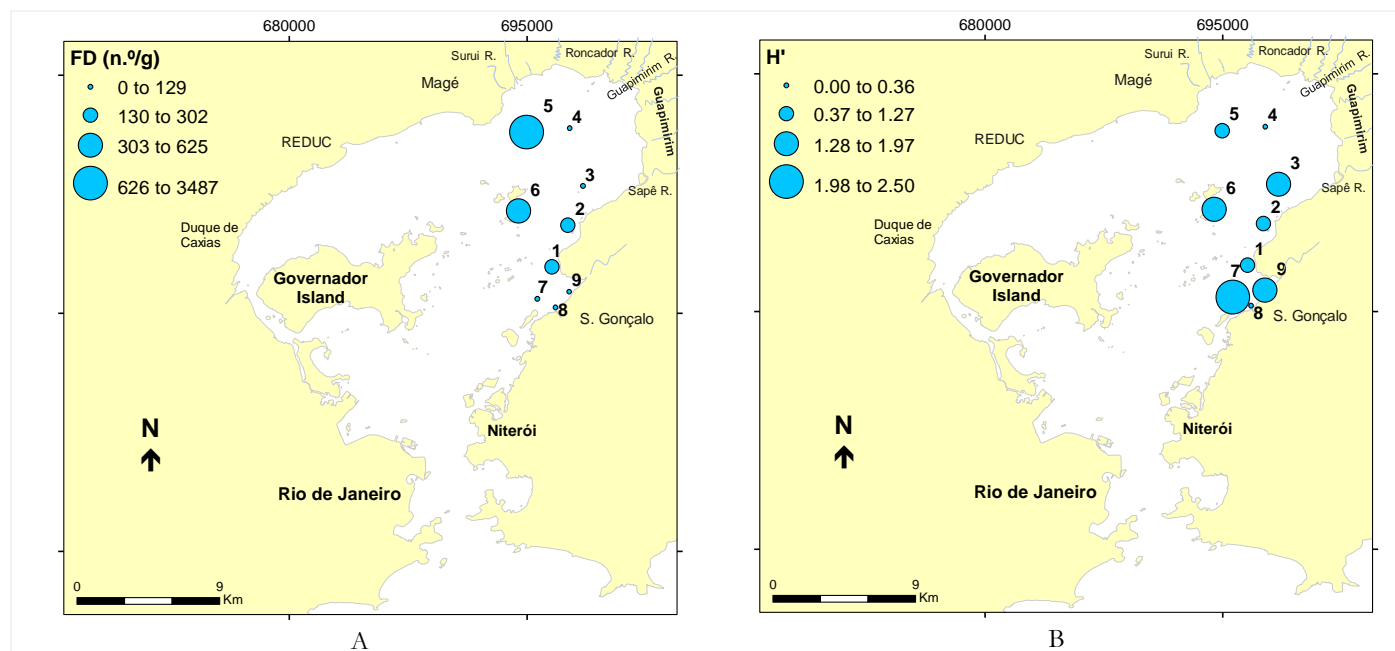 680000
695000
FD (n.º/g)
0 to 129
130 to 302
303 to 625
626 to 3487
Surui R.
Roncador R.
Guapimirim R.
Magé
Guapimirim
REDUC
5
4
3
Sapê R.
6
2
Duque de
Caxias
1
Governador
Island
7
9
8
S. Gonçalo
N
Niterói
Rio de Janeiro
0
9
Km
A
680000
695000
H'
0.00 to 0.36
0.37 to 1.27
1.28 to 1.97
1.98 to 2.50
Surui R.
Roncador R.
Guapimirim R.
Magé
Guapimirim
REDUC
5
4
3
Sapê R.
6
2
Duque de
Caxias
1
Governador
Island
7
9
8
S. Gonçalo
N
Niterói
Rio de Janeiro
0
9
Km
B